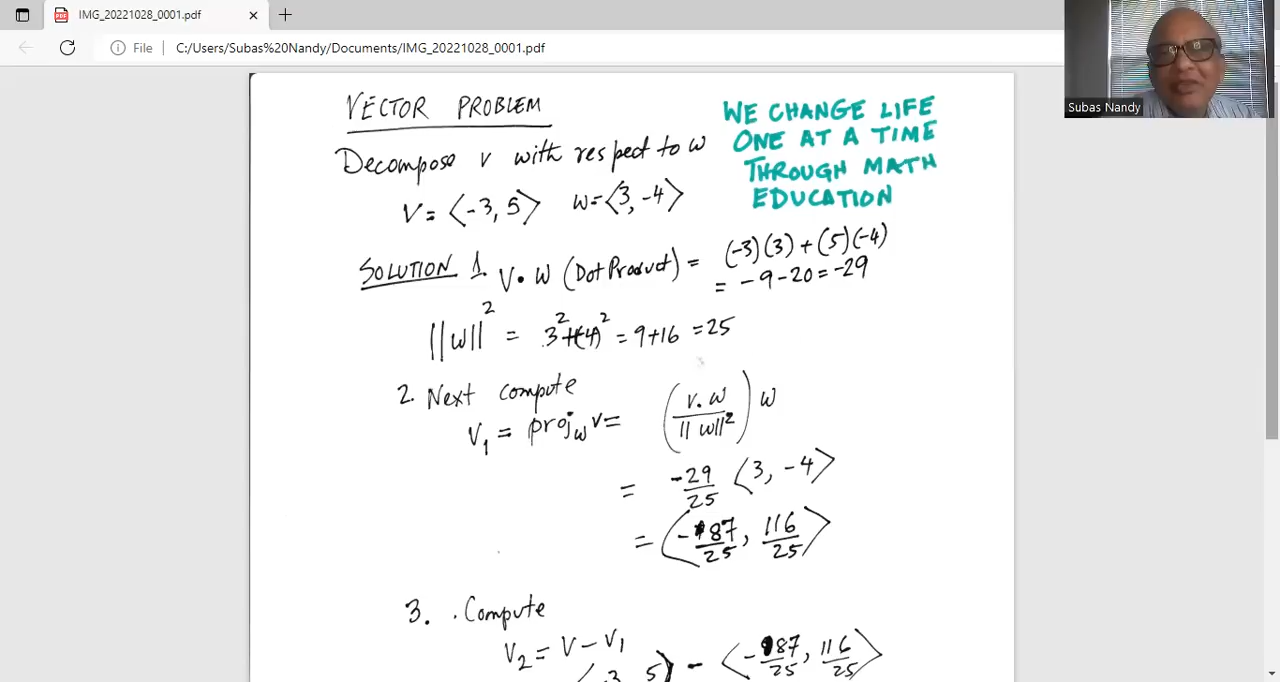 IMG_20221028_0001.pdf
File C:/Users/Subas%20Nandy/Documents/IMG_20221028_0001.pdf
Subas Nandy
VECTOR PROBLEM
WE CHANGE LIFE
ONE AT A TIME
THROUGH MATH
EDUCATION
Decompose v with respect to w
V = ⟨-3, 5⟩ w = ⟨3, -4⟩
SOLUTION 1. V • W (Dot Product) = (-3)(3) + (5)(-4)
= -9 - 20 = -29
||w||² = 3² + (-4)² = 9 + 16 = 25
2. Next compute
V₁ = proj_w v = (v . w / ||w||²) w
= -29/25 ⟨3, -4⟩
= ⟨-87/25, 116/25⟩
3. . Compute
V₂ = V - V₁
⟨-3, 5⟩ - ⟨-87/25, 116/25⟩